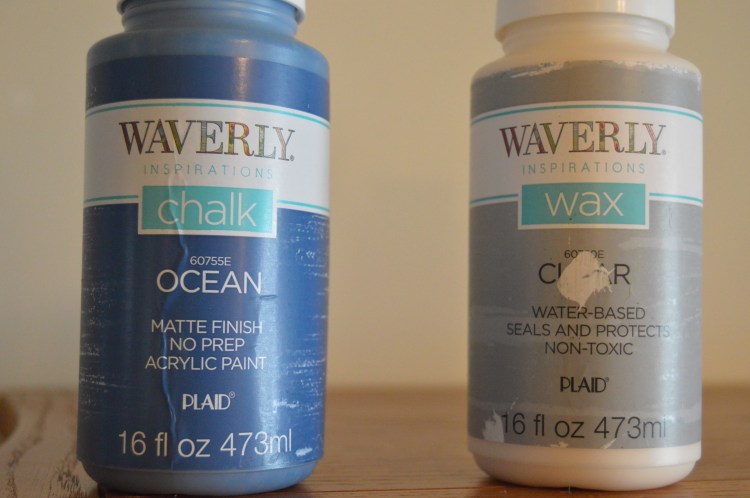 WAVERLY®
INSPIRATIONS
chalk
60755E
OCEAN
MATTE FINISH
NO PREP
ACRYLIC PAINT
PLAID®
16 fl oz 473ml
WAVERLY®
INSPIRATIONS
wax
WATER-BASED
SEALS AND PROTECTS
NON-TOXIC
PLAID®
16 fl oz 473ml